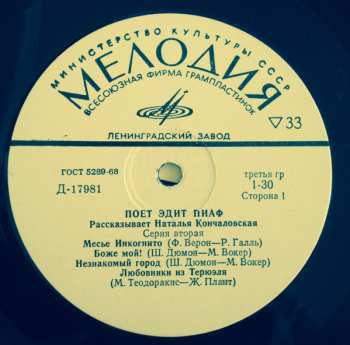 МИНИСТЕРСТВО КУЛЬТУРЫ СССР
МЕЛОДИЯ
ВСЕСОЮЗНАЯ ФИРМА ГРАМПЛАСТИНОК
33
ЛЕНИНГРАДСКИЙ ЗАВОД
ГОСТ 5289-68
Д-17981
третья гр
1-30
Сторона 1
ПОЕТ ЭДИТ ПИАФ
Рассказывает Наталья Кончаловская
Серия вторая
Месье Инкогнито (Ф. Верон—Р. Галль)
Боже мой! (Ш. Дюмон—М. Вокер)
Незнакомый город (Ш. Дюмон—М. Вокер)
Любовники из Терюэля
(М. Теодоракис—Ж. Плант)